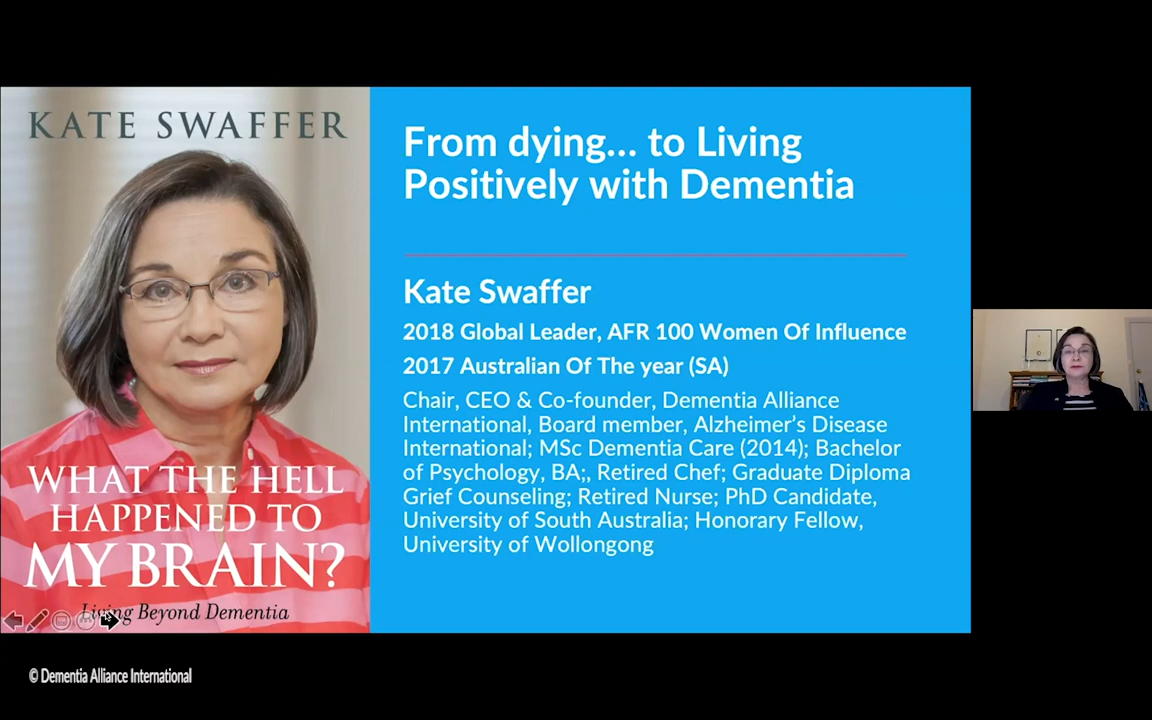 KATE SWAFFER
WHAT THE HELL
HAPPENED TO
MY BRAIN?
Living Beyond Dementia
From dying... to Living
Positively with Dementia
Kate Swaffer
2018 Global Leader, AFR 100 Women Of Influence
2017 Australian Of The year (SA)
Chair, CEO & Co-founder, Dementia Alliance
International, Board member, Alzheimer's Disease
International; MSc Dementia Care (2014); Bachelor
of Psychology, BA;, Retired Chef; Graduate Diploma
Grief Counseling; Retired Nurse; PhD Candidate,
University of South Australia; Honorary Fellow,
University of Wollongong
© Dementia Alliance International